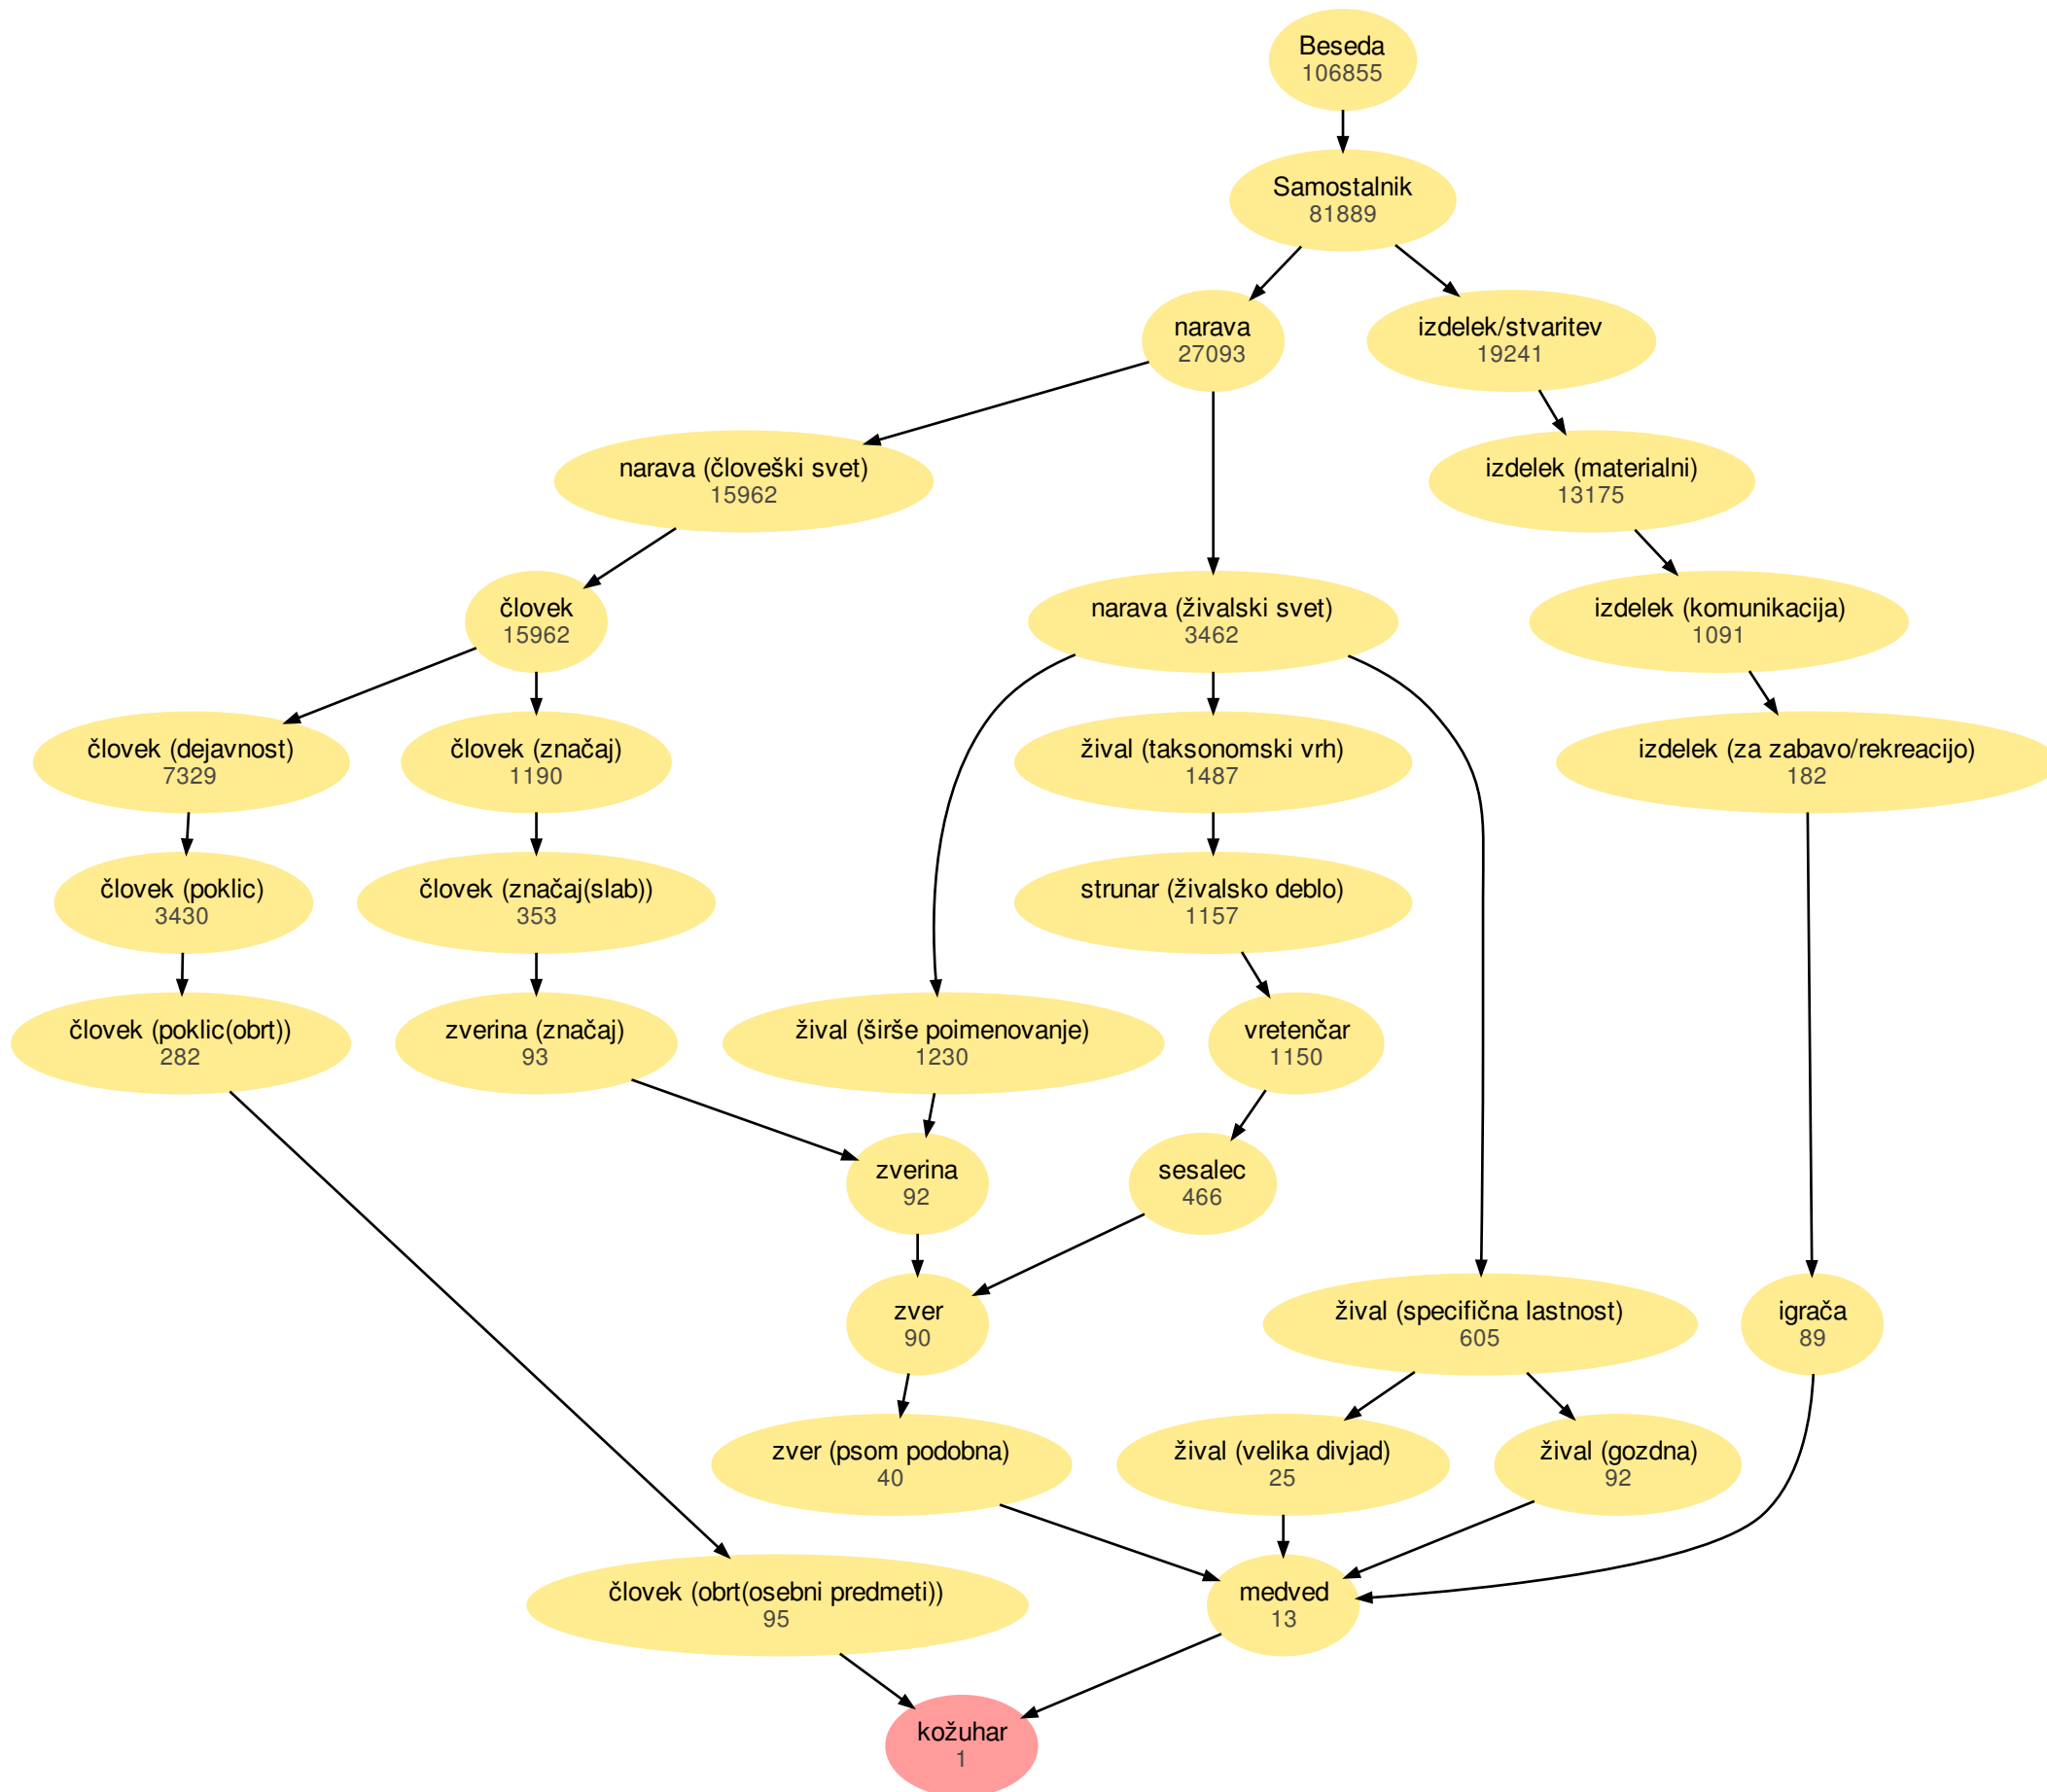 Beseda
106855
Samostalnik
81889
narava
27093
izdelek/stvaritev
19241
narava (človeški svet)
15962
izdelek (materialni)
13175
človek
15962
narava (živalski svet)
3462
izdelek (komunikacija)
1091
človek (dejavnost)
7329
človek (značaj)
1190
žival (taksonomski vrh)
1487
izdelek (za zabavo/rekreacijo)
182
človek (poklic)
3430
človek (značaj(slab))
353
strunar (živalsko deblo)
1157
človek (poklic(obrt))
282
zverina (značaj)
93
žival (širše poimenovanje)
1230
vretenčar
1150
zverina
92
sesalec
466
zver
90
žival (specifična lastnost)
605
igrača
89
zver (psom podobna)
40
žival (velika divjad)
25
žival (gozdna)
92
človek (obrt(osebni predmeti))
95
medved
13
kožuhar
1